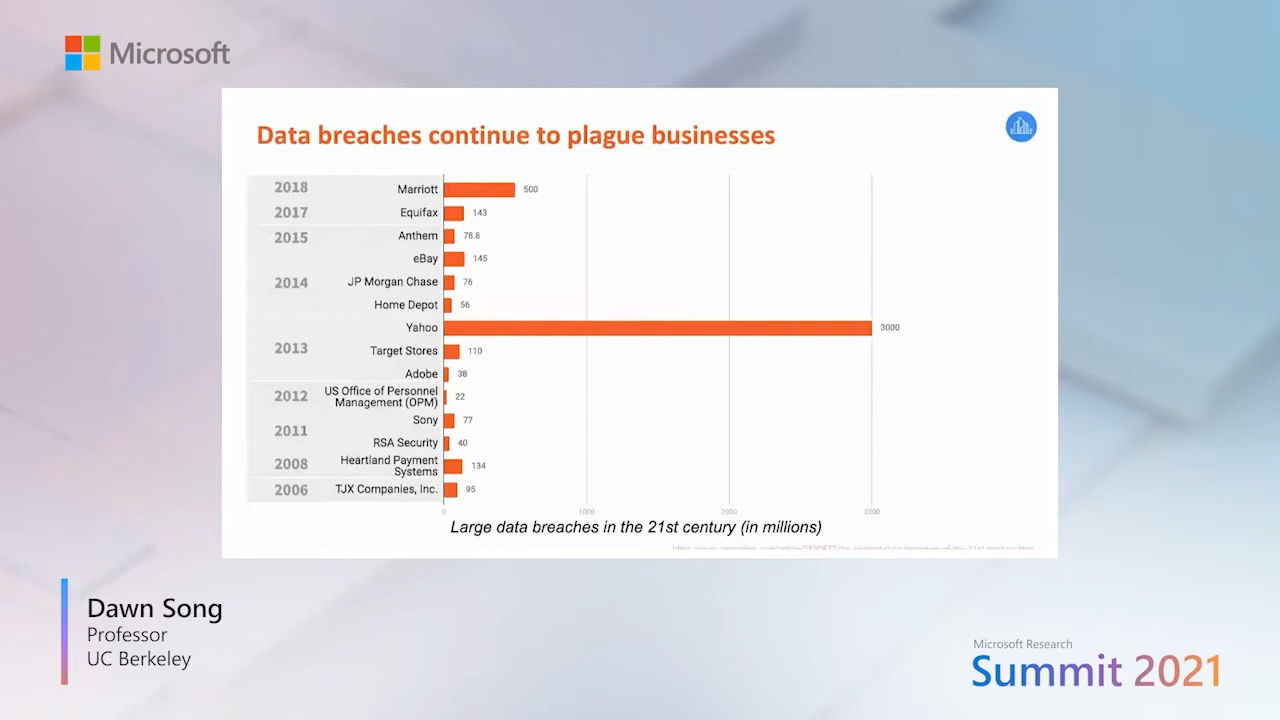 Microsoft
Data breaches continue to plague businesses
2018
Marriott
500
2017
Equifax
143
2015
Anthem
78.8
eBay
145
2014
JP Morgan Chase
76
Home Depot
56
Yahoo
3000
2013
Target Stores
110
Adobe
38
2012
US Office of Personnel
Management (OPM)
22
Sony
77
2011
RSA Security
40
2008
Heartland Payment
Systems
134
2006
TJX Companies, Inc.
95
0 1000 2000 3000
Large data breaches in the 21st century (in millions)
Dawn Song
Professor
UC Berkeley
Microsoft Research
Summit 2021